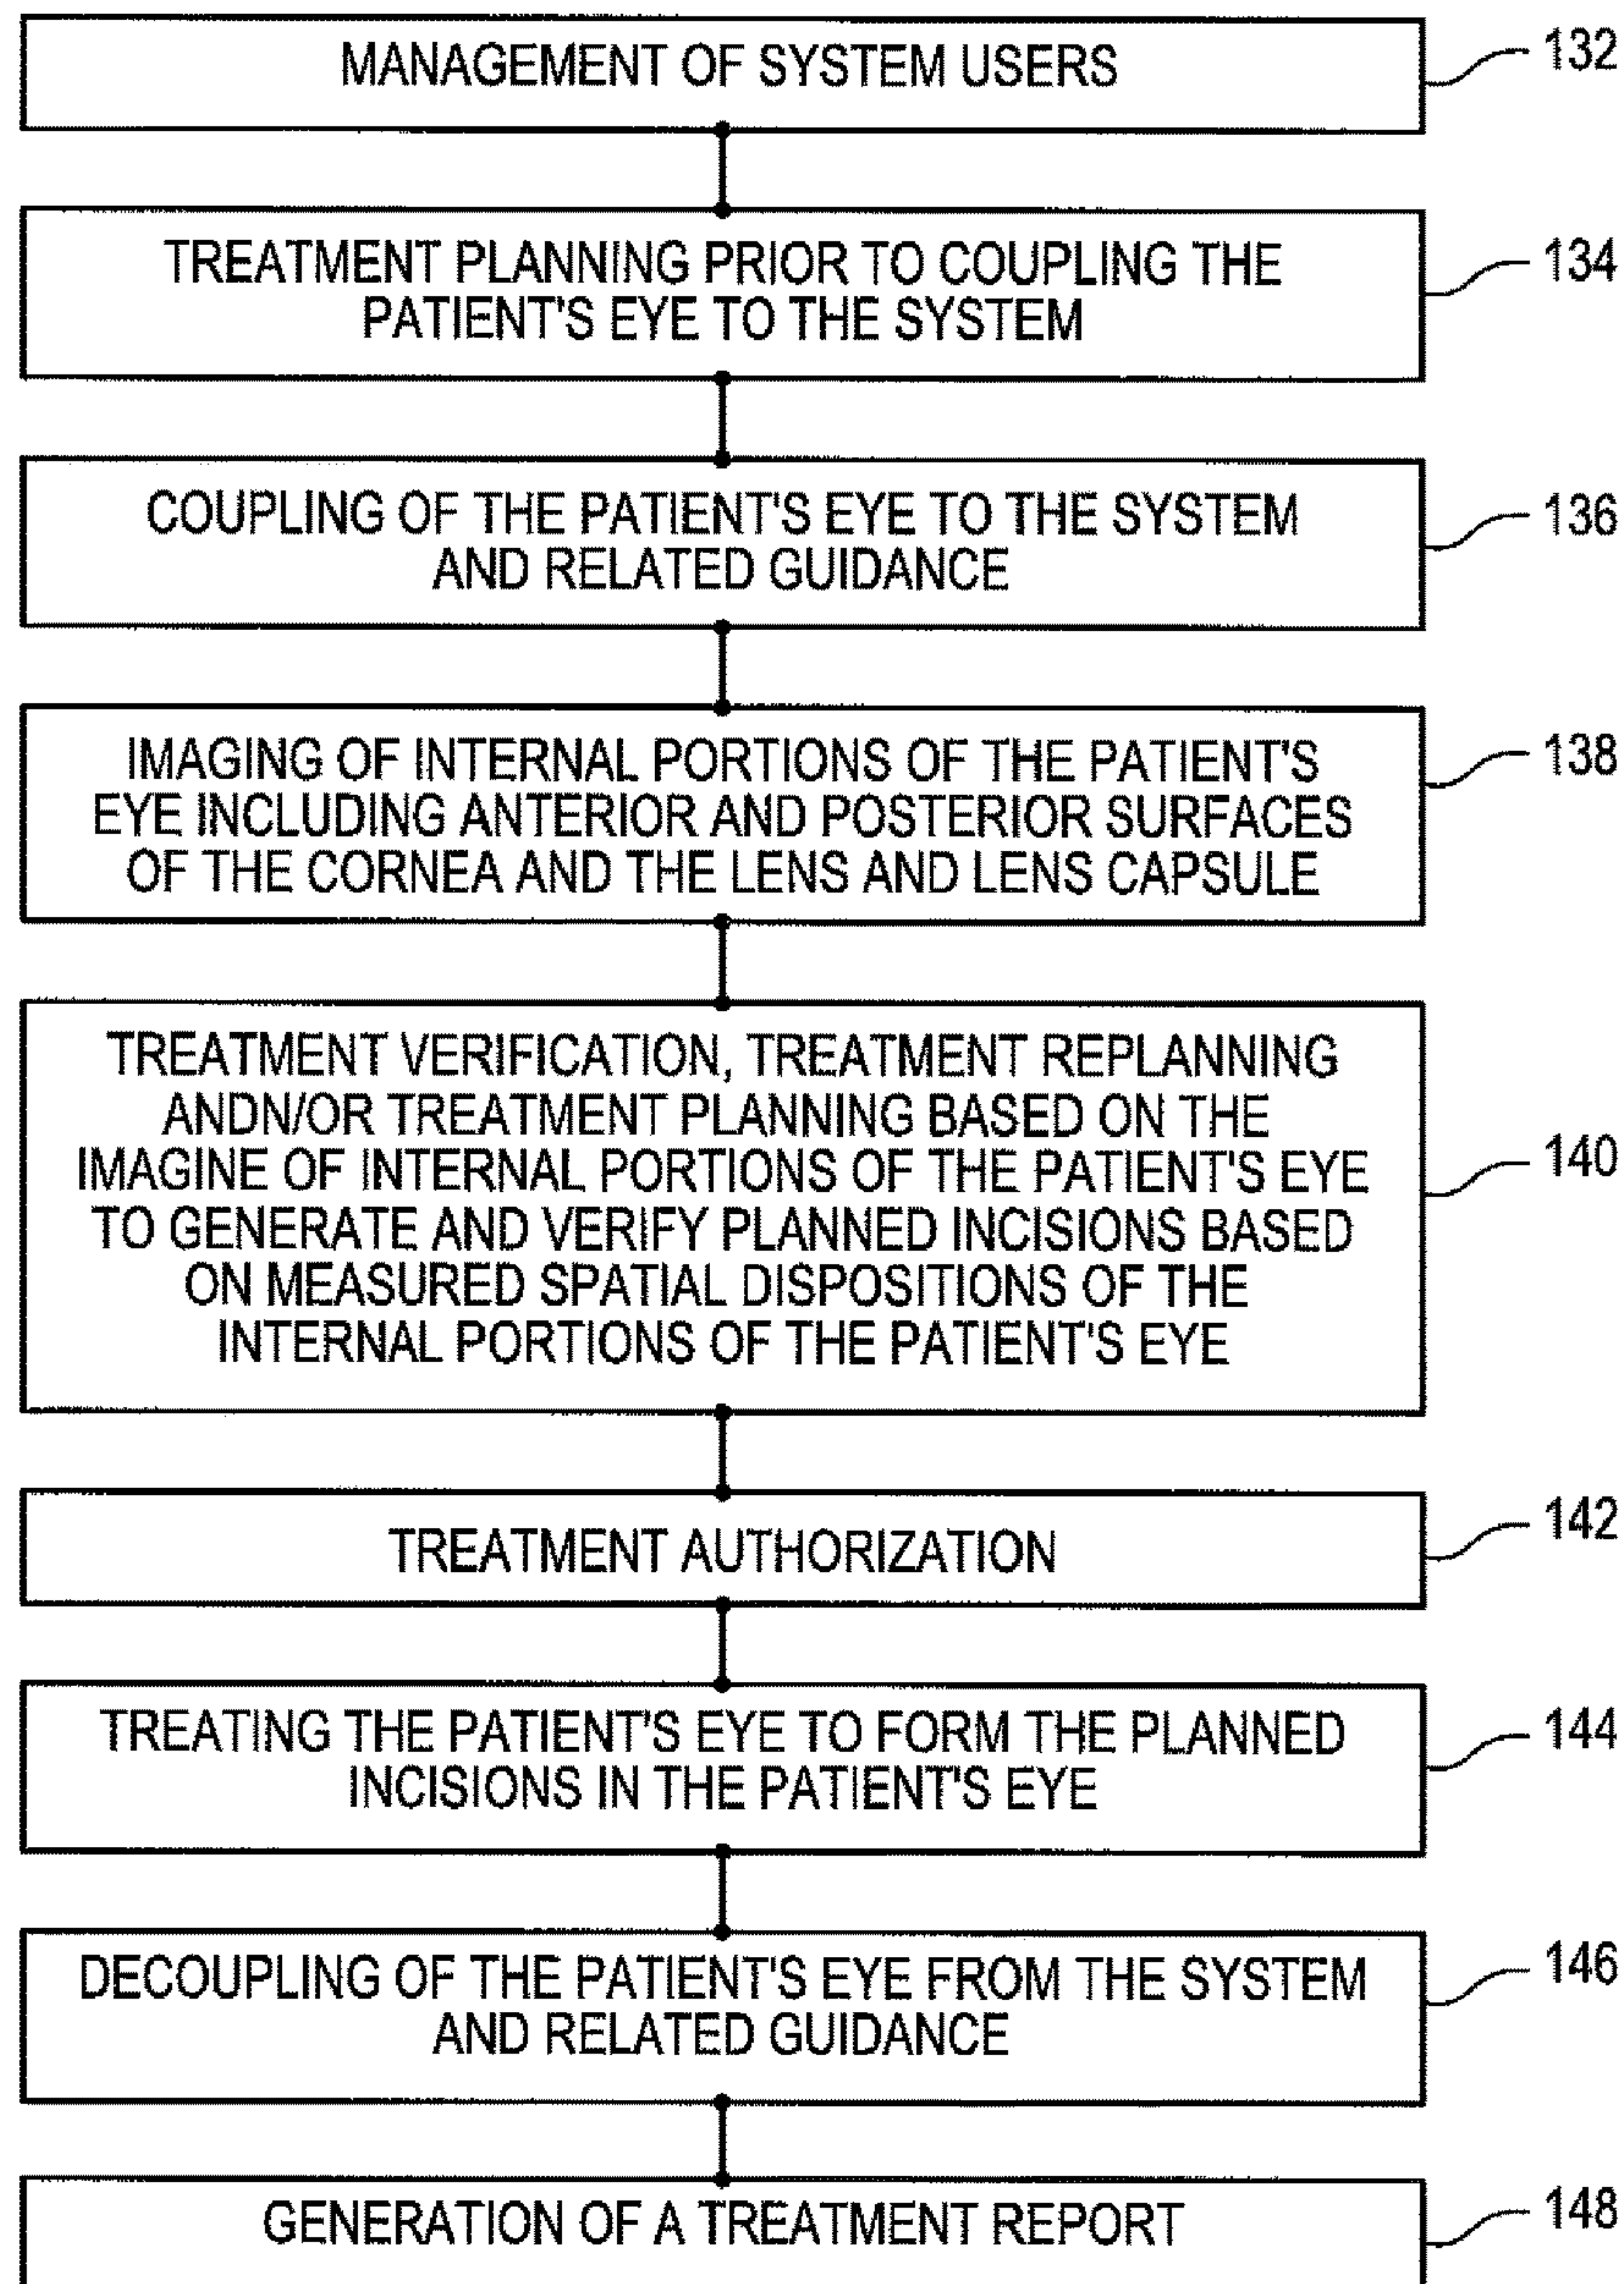 MANAGEMENT OF SYSTEM USERS
132
TREATMENT PLANNING PRIOR TO COUPLING THE
PATIENT'S EYE TO THE SYSTEM
134
COUPLING OF THE PATIENT'S EYE TO THE SYSTEM
AND RELATED GUIDANCE
136
IMAGING OF INTERNAL PORTIONS OF THE PATIENT'S
EYE INCLUDING ANTERIOR AND POSTERIOR SURFACES
OF THE CORNEA AND THE LENS AND LENS CAPSULE
138
TREATMENT VERIFICATION, TREATMENT REPLANNING
ANDN/OR TREATMENT PLANNING BASED ON THE
IMAGINE OF INTERNAL PORTIONS OF THE PATIENT'S EYE
TO GENERATE AND VERIFY PLANNED INCISIONS BASED
ON MEASURED SPATIAL DISPOSITIONS OF THE
INTERNAL PORTIONS OF THE PATIENT'S EYE
140
TREATMENT AUTHORIZATION
142
TREATING THE PATIENT'S EYE TO FORM THE PLANNED
INCISIONS IN THE PATIENT'S EYE
144
DECOUPLING OF THE PATIENT'S EYE FROM THE SYSTEM
AND RELATED GUIDANCE
146
GENERATION OF A TREATMENT REPORT
148